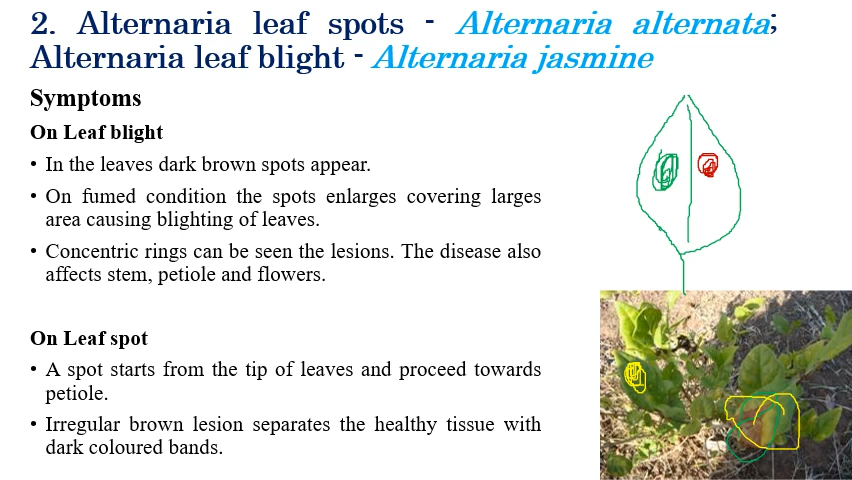 2. Alternaria leaf spots - Alternaria alternata;
Alternaria leaf blight - Alternaria jasmine
Symptoms
On Leaf blight
• In the leaves dark brown spots appear.
• On fumed condition the spots enlarges covering larges
area causing blighting of leaves.
• Concentric rings can be seen the lesions. The disease also
affects stem, petiole and flowers.
On Leaf spot
• A spot starts from the tip of leaves and proceed towards
petiole.
• Irregular brown lesion separates the healthy tissue with
dark coloured bands.